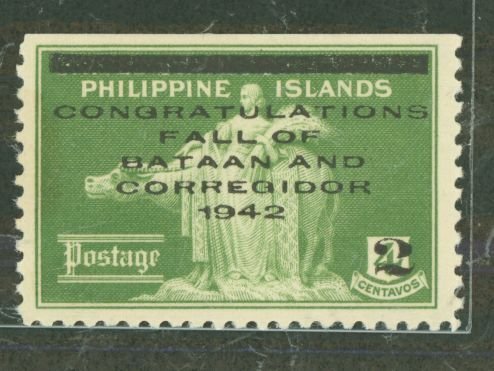 PHILIPPINE ISLANDS
CONGRATULATIONS
FALL OF
BATAAN AND
CORREGIDOR
1942
Postage
2
CENTAVOS